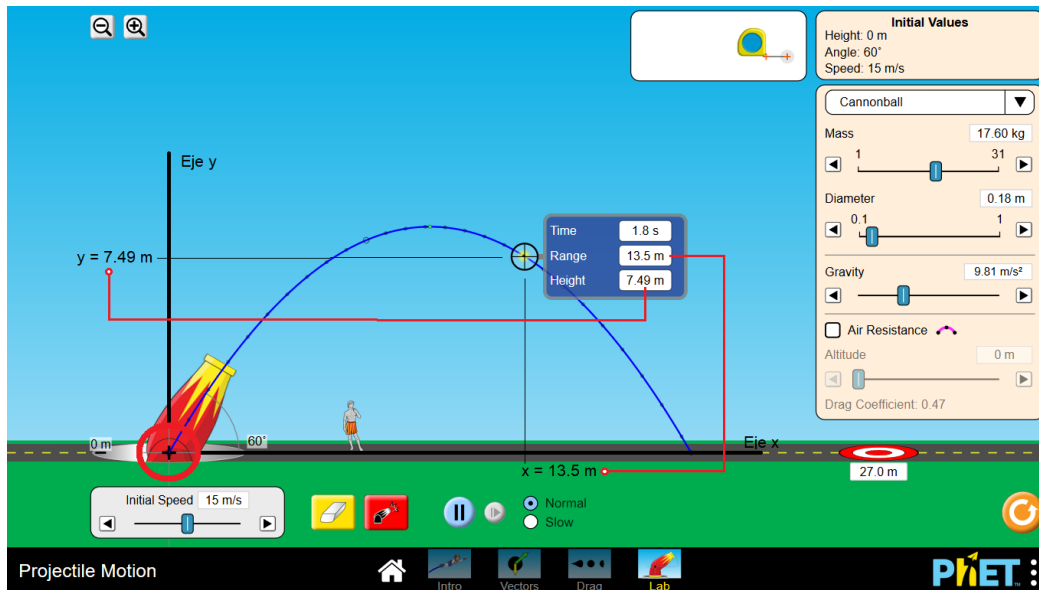 Initial Values
Height: 0 m
Angle: 60°
Speed: 15 m/s
Cannonball
Mass 17.60 kg
1 31
Diameter 0.18 m
0.1 1
Gravity 9.81 m/s²
Air Resistance
Altitude 0 m
Drag Coefficient: 0.47
Eje y
y = 7.49 m
Time 1.8 s
Range 13.5 m
Height 7.49 m
0 m
60°
Eje x
x = 13.5 m
27.0 m
Initial Speed 15 m/s
Normal
Slow
Projectile Motion
Intro
Vectors
Drag
Lab
PhET